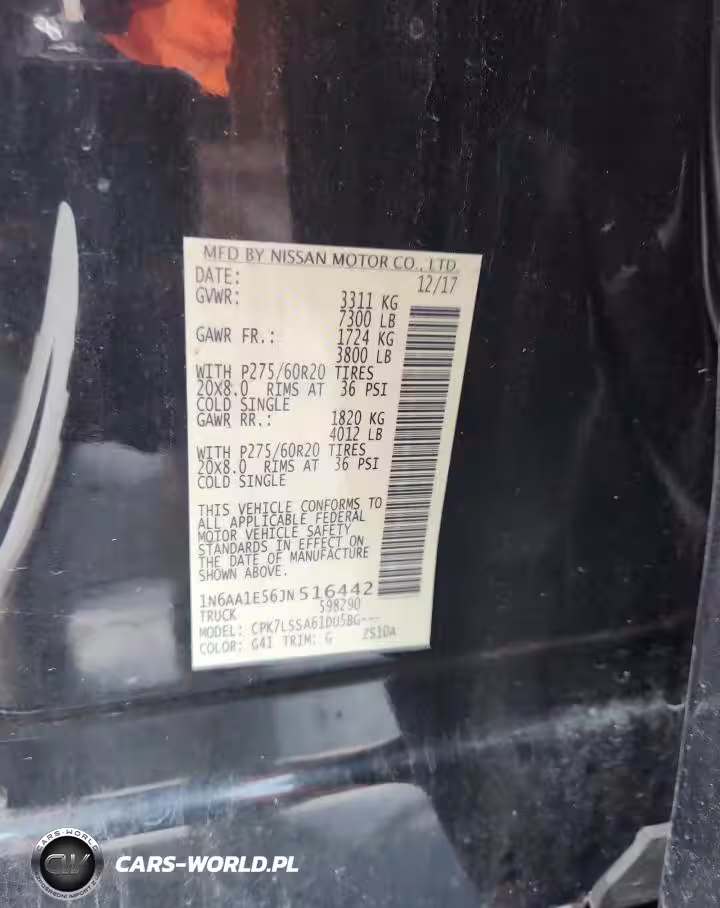 MFD BY NISSAN MOTOR CO., LTD.
DATE: 12/17
GVWR: 3311 KG
7300 LB
GAWR FR.: 1724 KG
3800 LB
WITH P275/60R20 TIRES
20X8.0 RIMS AT 36 PSI
COLD SINGLE
GAWR RR.: 1820 KG
4012 LB
WITH P275/60R20 TIRES
20X8.0 RIMS AT 36 PSI
COLD SINGLE
THIS VEHICLE CONFORMS TO
ALL APPLICABLE FEDERAL
MOTOR VEHICLE SAFETY
STANDARDS IN EFFECT ON
THE DATE OF MANUFACTURE
SHOWN ABOVE.
1N6AA1E56JN516442
TRUCK 598290
MODEL: CPK7LSSA61DU5BG---
COLOR: G41 TRIM: G 2S10A
CARS-WORLD
CW
CARS-WORLD.PL